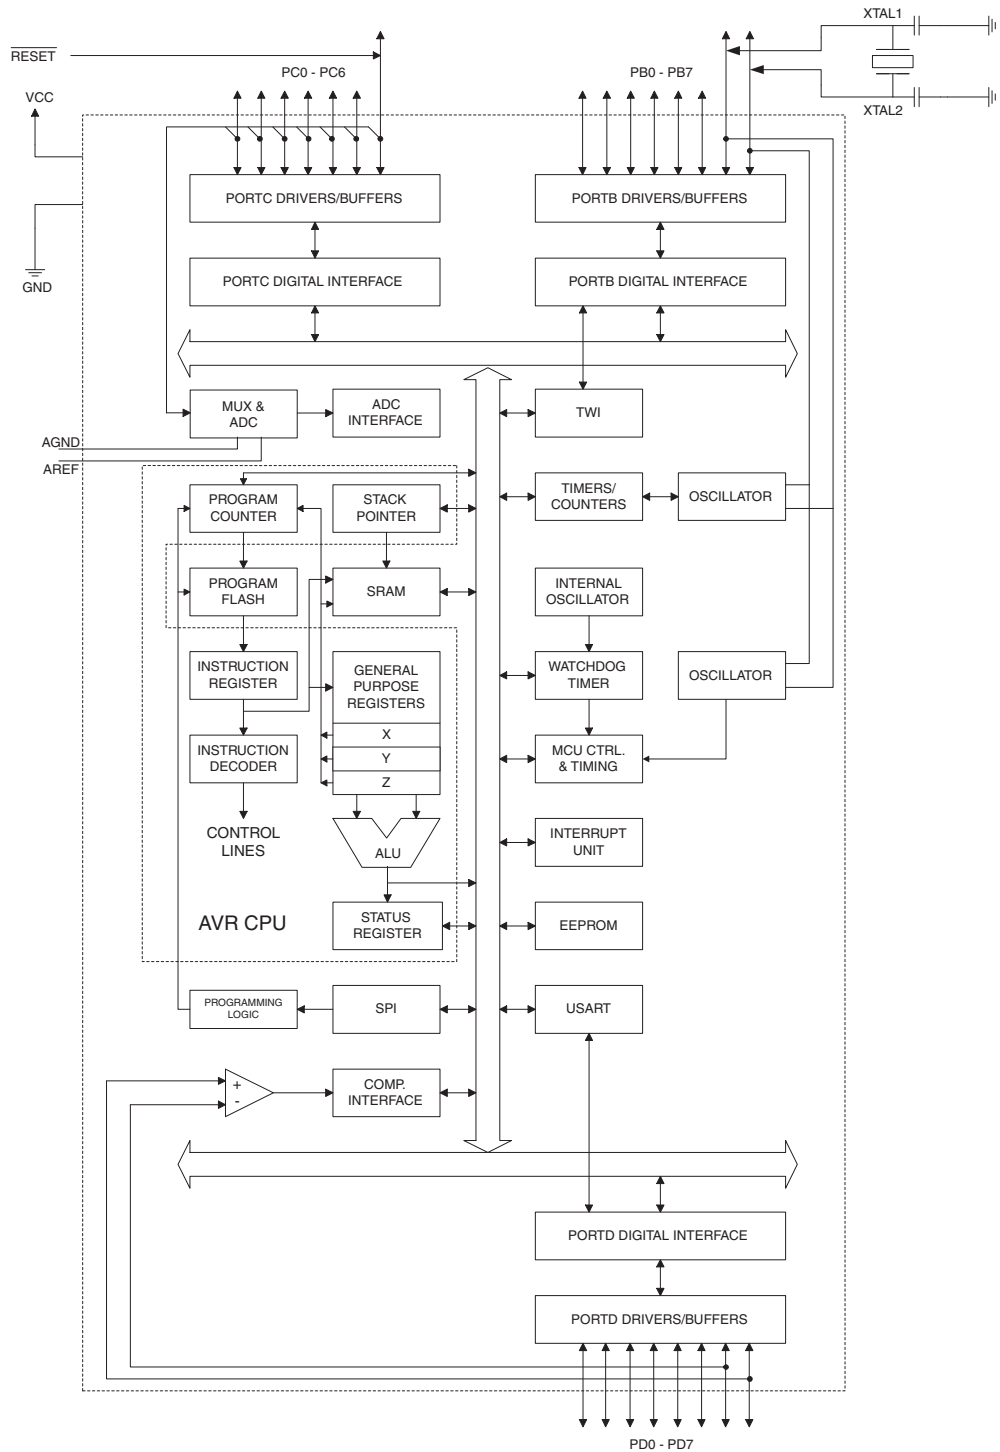 XTAL1
RESET
PC0 - PC6
PB0 - PB7
VCC
XTAL2
PORTC DRIVERS/BUFFERS
PORTB DRIVERS/BUFFERS
PORTC DIGITAL INTERFACE
PORTB DIGITAL INTERFACE
GND
MUX &
ADC
ADC
INTERFACE
TWI
AGND
AREF
PROGRAM
COUNTER
STACK
POINTER
TIMERS/
COUNTERS
OSCILLATOR
PROGRAM
FLASH
SRAM
INTERNAL
OSCILLATOR
INSTRUCTION
REGISTER
GENERAL
PURPOSE
REGISTERS
WATCHDOG
TIMER
OSCILLATOR
X
Y
Z
INSTRUCTION
DECODER
MCU CTRL.
& TIMING
CONTROL
LINES
ALU
INTERRUPT
UNIT
AVR CPU
STATUS
REGISTER
EEPROM
PROGRAMMING
LOGIC
SPI
USART
+
-
COMP.
INTERFACE
PORTD DIGITAL INTERFACE
PORTD DRIVERS/BUFFERS
PD0 - PD7